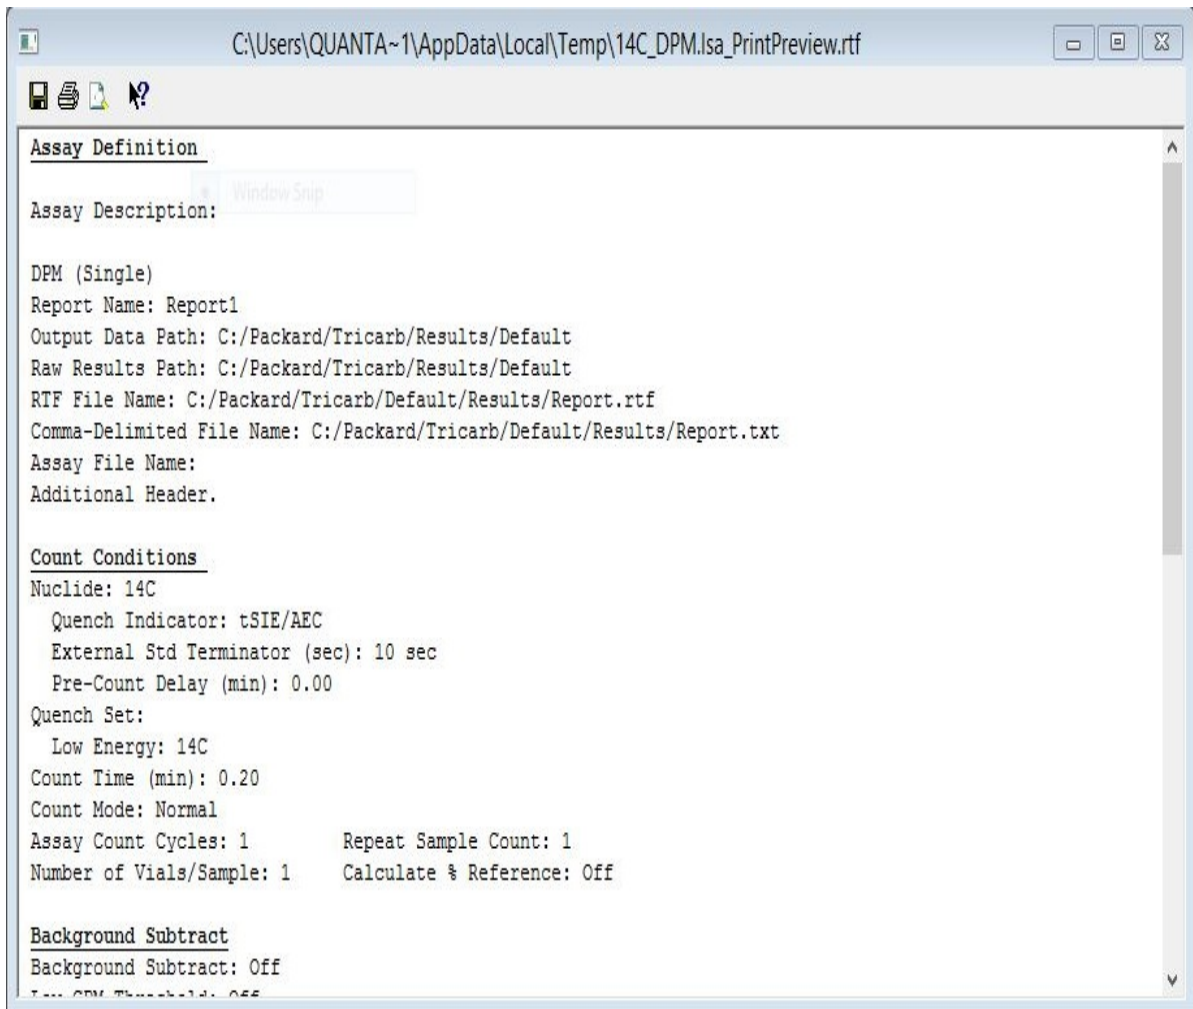 C:\Users\QUANTA~1\AppData\Local\Temp\14C_DPM.lsa_PrintPreview.rtf
Assay Definition
Window Snip
Assay Description:
DPM (Single)
Report Name: Report1
Output Data Path: C:/Packard/Tricarb/Results/Default
Raw Results Path: C:/Packard/Tricarb/Results/Default
RTF File Name: C:/Packard/Tricarb/Default/Results/Report.rtf
Comma-Delimited File Name: C:/Packard/Tricarb/Default/Results/Report.txt
Assay File Name:
Additional Header.
Count Conditions
Nuclide: 14C
Quench Indicator: tSIE/AEC
External Std Terminator (sec): 10 sec
Pre-Count Delay (min): 0.00
Quench Set:
Low Energy: 14C
Count Time (min): 0.20
Count Mode: Normal
Assay Count Cycles: 1 Repeat Sample Count: 1
Number of Vials/Sample: 1 Calculate % Reference: Off
Background Subtract
Background Subtract: Off
Low CPM Threshold: Off